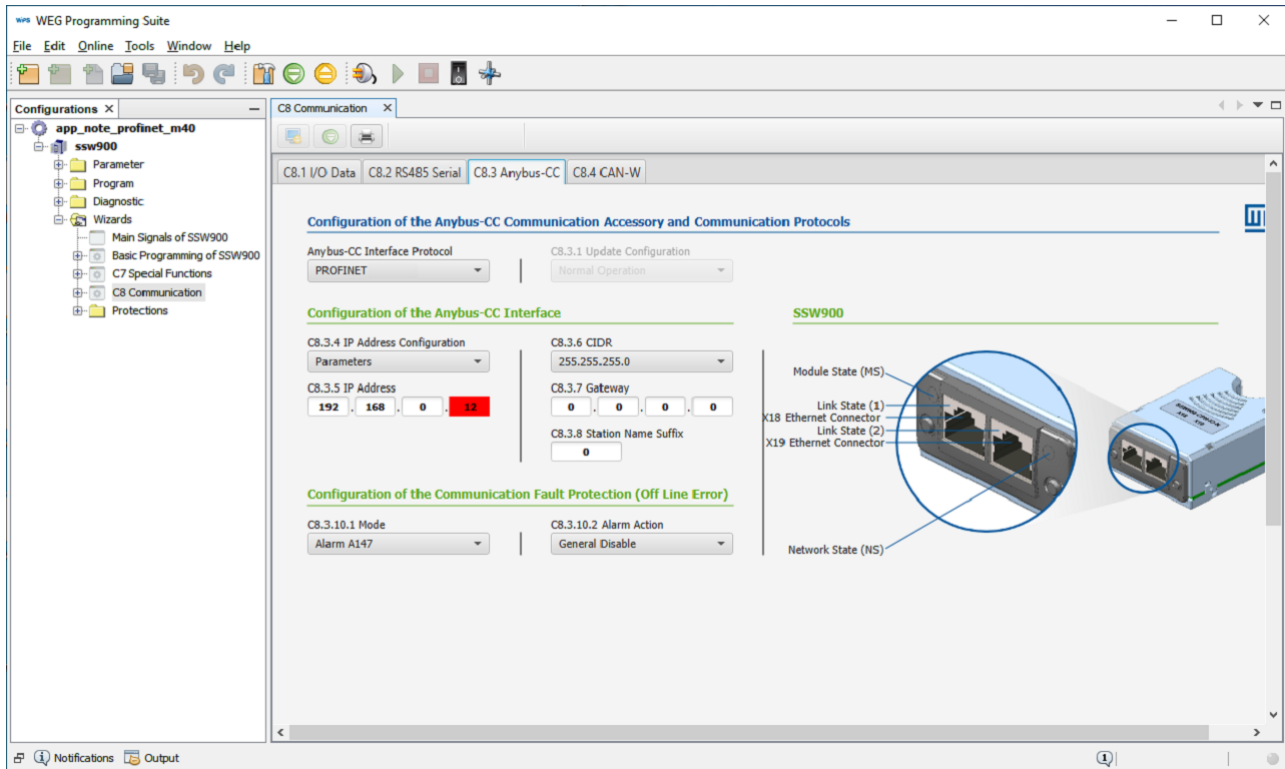 WEG WEG Programming Suite
File Edit Online Tools Window Help
Configurations
app_note_profinet_m40
ssw900
Parameter
Program
Diagnostic
Wizards
Main Signals of SSW900
Basic Programming of SSW900
C7 Special Functions
C8 Communication
Protections
C8 Communication
C8.1 I/O Data C8.2 RS485 Serial C8.3 Anybus-CC C8.4 CAN-W
Configuration of the Anybus-CC Communication Accessory and Communication Protocols
Anybus-CC Interface Protocol C8.3.1 Update Configuration
PROFINET Normal Operation
Configuration of the Anybus-CC Interface SSW900
C8.3.4 IP Address Configuration C8.3.6 CIDR
Parameters 255.255.255.0
C8.3.5 IP Address C8.3.7 Gateway
192 . 168 . 0 . 12 0 . 0 . 0 . 0
C8.3.8 Station Name Suffix
0
Module State (MS)
Link State (1)
X18 Ethernet Connector
Link State (2)
X19 Ethernet Connector
Network State (NS)
Configuration of the Communication Fault Protection (Off Line Error)
C8.3.10.1 Mode C8.3.10.2 Alarm Action
Alarm A147 General Disable
Notifications Output 1